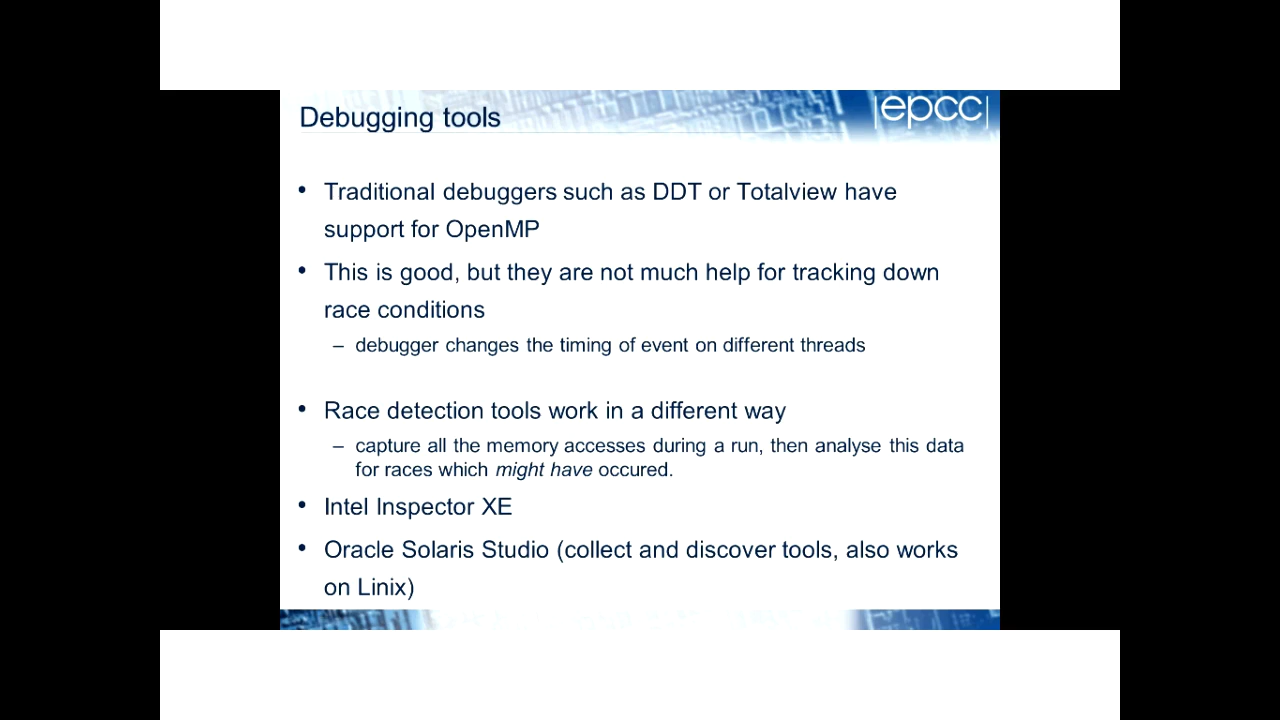 Debugging tools
|epcc|
• Traditional debuggers such as DDT or Totalview have
support for OpenMP
• This is good, but they are not much help for tracking down
race conditions
– debugger changes the timing of event on different threads
• Race detection tools work in a different way
– capture all the memory accesses during a run, then analyse this data
for races which might have occured.
• Intel Inspector XE
• Oracle Solaris Studio (collect and discover tools, also works
on Linix)